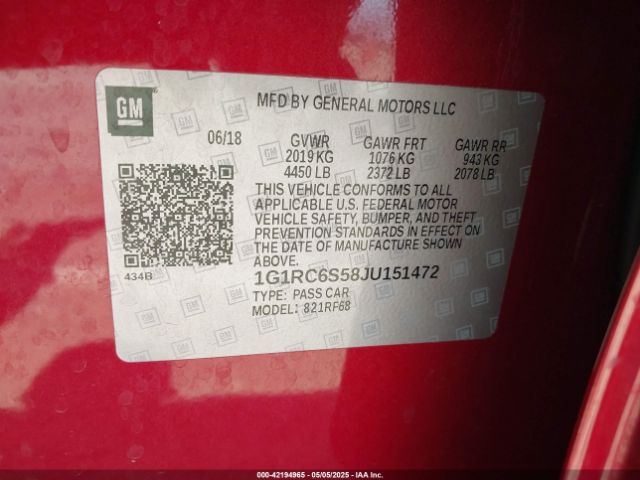 GM
MFD BY GENERAL MOTORS LLC
06/18 GVWR GAWR FRT GAWR RR
2019 KG 1076 KG 943 KG
4450 LB 2372 LB 2078 LB
THIS VEHICLE CONFORMS TO ALL
APPLICABLE U.S. FEDERAL MOTOR
VEHICLE SAFETY, BUMPER, AND THEFT
PREVENTION STANDARDS IN EFFECT ON
THE DATE OF MANUFACTURE SHOWN
ABOVE.
434B
1G1RC6S58JU151472
TYPE: PASS CAR
MODEL: 821RF68
000-42194965 - 05/05/2025 - IAAI.CA